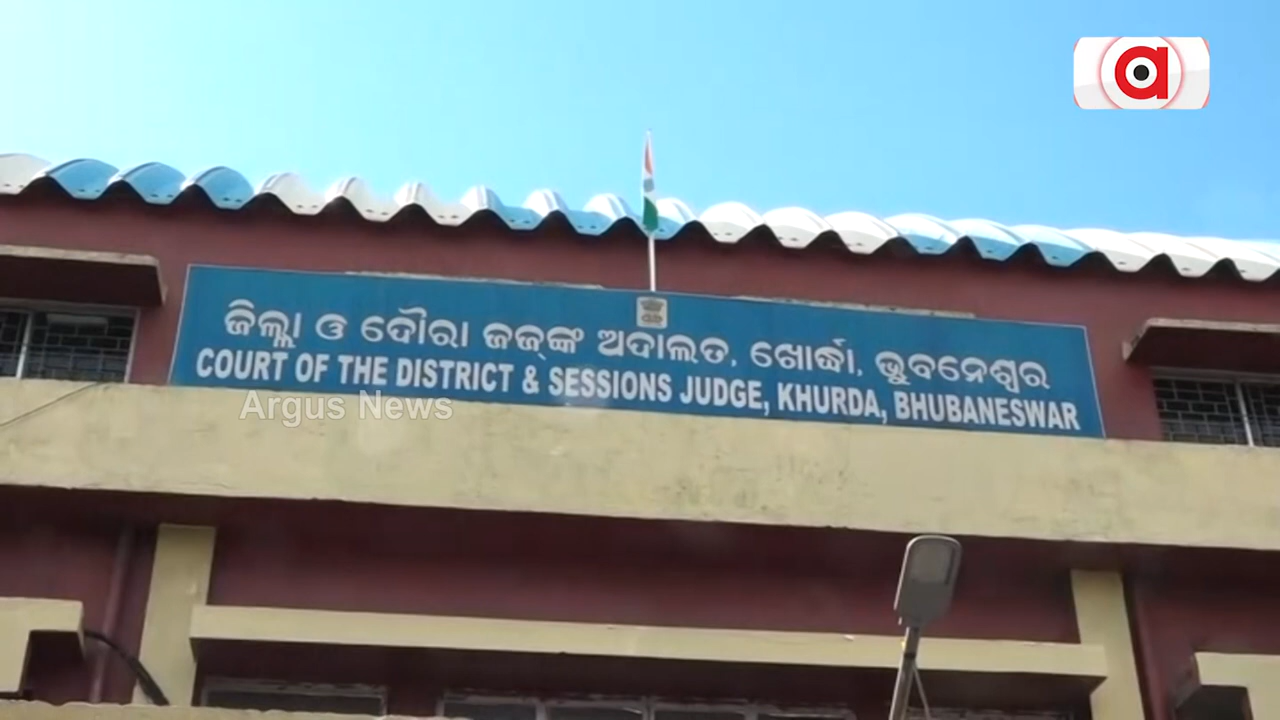 ଜିଲ୍ଲା ଓ ଦୌରା ଜଜ୍‌ଙ୍କ ଅଦାଲତ, ଖୋର୍ଦ୍ଧା, ଭୁବନେଶ୍ୱର
COURT OF THE DISTRICT & SESSIONS JUDGE, KHURDA, BHUBANESWAR
Argus News